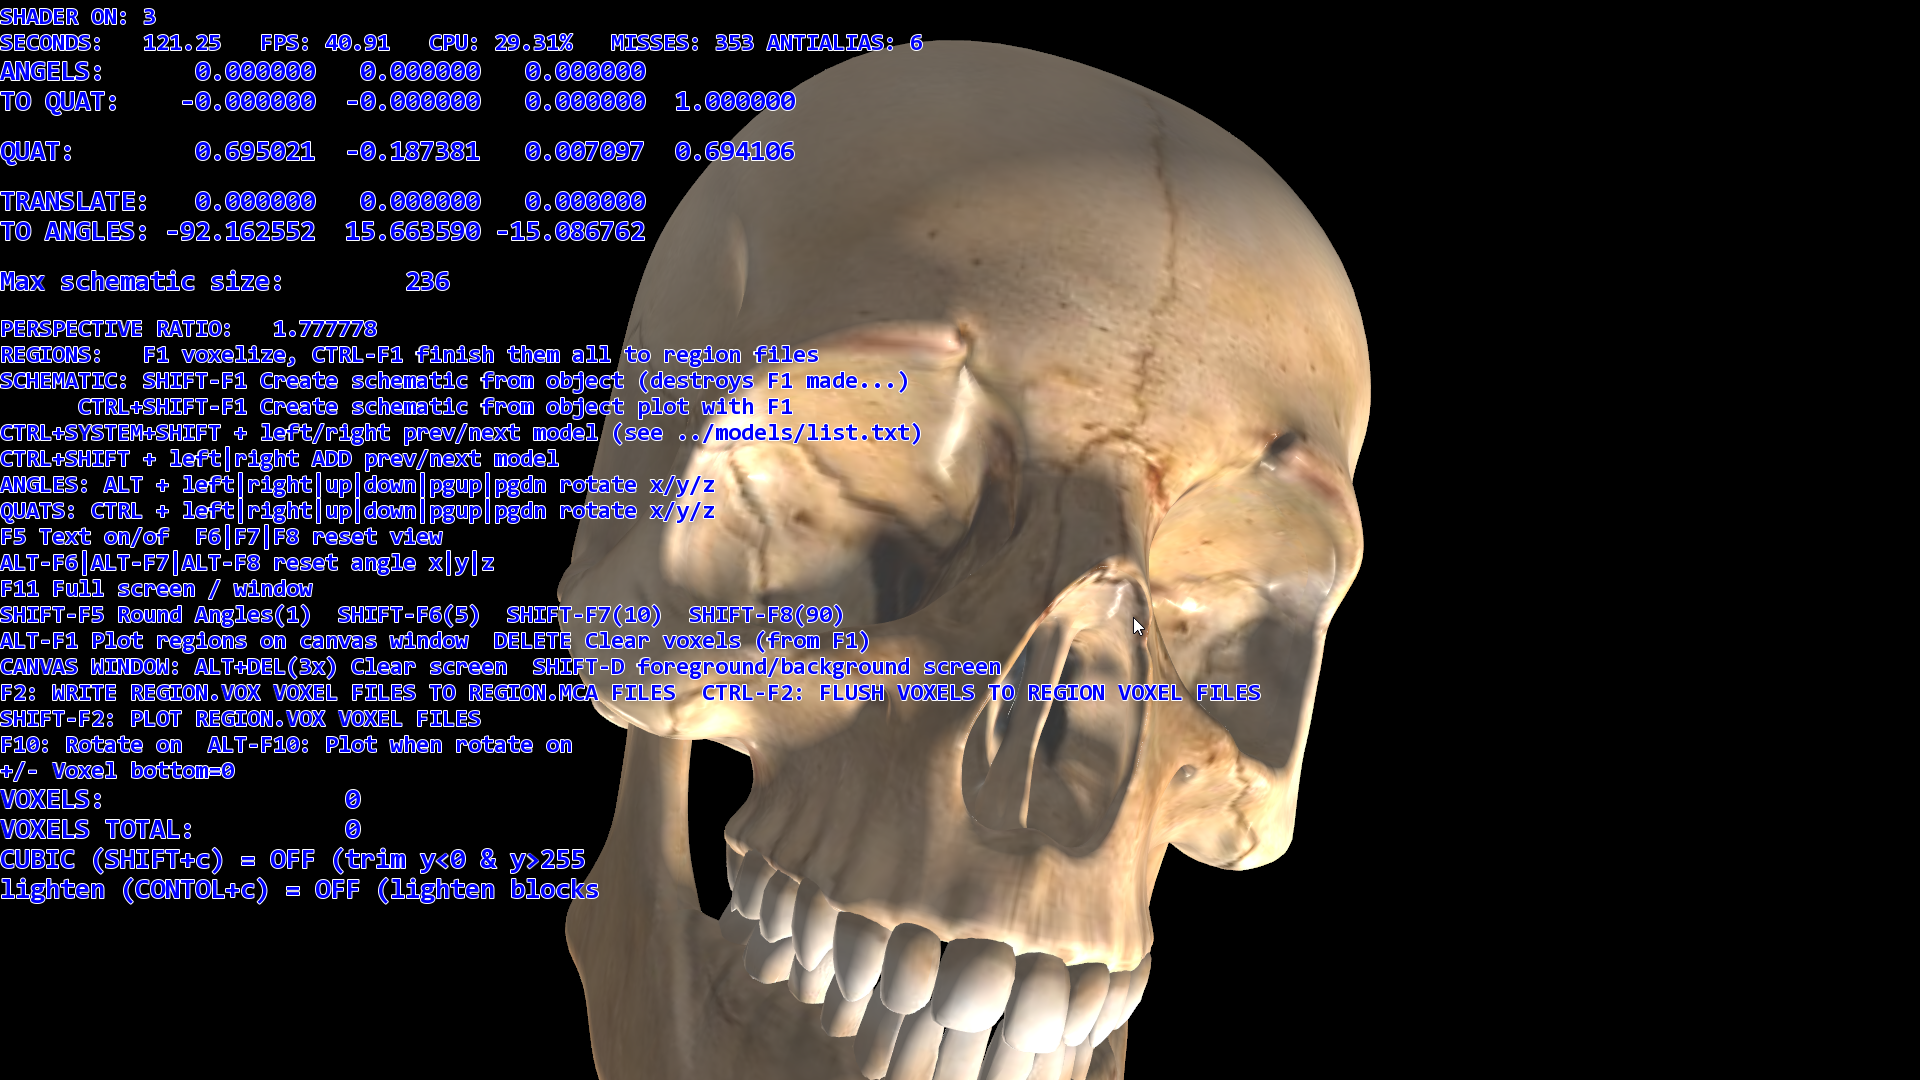 SHADER ON: 3
SECONDS: 121.25 FPS: 40.91 CPU: 29.31% MISSES: 353 ANTIALIAS: 6
ANGELS: 0.000000 0.000000 0.000000
TO QUAT: -0.000000 -0.000000 0.000000 1.000000
QUAT: 0.695021 -0.187381 0.007097 0.694106
TRANSLATE: 0.000000 0.000000 0.000000
TO ANGLES: -92.162552 15.663590 -15.086762
Max schematic size: 236
PERSPECTIVE RATIO: 1.777778
REGIONS: F1 voxelize, CTRL-F1 finish them all to region files
SCHEMATIC: SHIFT-F1 Create schematic from object (destroys F1 made...)
CTRL+SHIFT-F1 Create schematic from object plot with F1
CTRL+SYSTEM+SHIFT + left/right prev/next model (see ../models/list.txt)
CTRL+SHIFT + left|right ADD prev/next model
ANGLES: ALT + left|right|up|down|pgup|pgdn rotate x/y/z
QUATS: CTRL + left|right|up|down|pgup|pgdn rotate x/y/z
F5 Text on/of F6|F7|F8 reset view
ALT-F6|ALT-F7|ALT-F8 reset angle x|y|z
F11 Full screen / window
SHIFT-F5 Round Angles(1) SHIFT-F6(5) SHIFT-F7(10) SHIFT-F8(90)
ALT-F1 Plot regions on canvas window DELETE Clear voxels (from F1)
CANVAS WINDOW: ALT+DEL(3x) Clear screen SHIFT-D foreground/background screen
F2: WRITE REGION.VOX VOXEL FILES TO REGION.MCA FILES CTRL-F2: FLUSH VOXELS TO REGION VOXEL FILES
SHIFT-F2: PLOT REGION.VOX VOXEL FILES
F10: Rotate on ALT-F10: Plot when rotate on
+/- Voxel bottom=0
VOXELS: 0
VOXELS TOTAL: 0
CUBIC (SHIFT+c) = OFF (trim y<0 & y>255
lighten (CONTOL+c) = OFF (lighten blocks